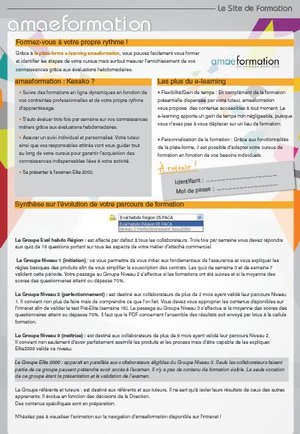 Le Site de Formation
amaeformation
Formez-vous à votre propre rythme !
Grâce à la plate-forme e-learning amaeformation, vous pouvez facilement vous former
et identifier les étapes de votre cursus mais surtout mesurer l'enrichissement de vos
connaissances grâce aux évaluations hebdomadaires.
amaeformation
amaeformation : Kesako ?
• Suivre des formations en ligne dynamiques en fonction de
vos contraintes professionnelles et de votre propre rythme
d'apprentissage.
• S'auto évaluer trois fois par semaine sur vos connaissances
métiers grâce aux évaluations hebdomadaires.
• Assurer un suivi individuel et personnalisé. Votre tuteur
ainsi que vos responsables attitrés vont vous guider tout
au long de votre cursus pour garantir l'acquisition des
connaissances indispensables liées à votre activité.
• Se présenter à l'examen Elite 2000.
Les plus du e-learning
• Flexibilité/Gain de temps : En complément de la formation
présentielle dispensée par votre tuteur, amaeformation
vous propose des contenus accessibles à tout moment. Le
e-learning apporte un gain de temps non négligeable, puisque
vous n'avez pas à vous déplacer sur un lieu de formation.
• Personnalisation de la formation : Grâce aux fonctionnalités
de la plate-forme, il est possible d'adapter votre cursus de
formation en fonction de vos besoins individuels.
À retenir !
Identifiant :
Mot de passe :
Synthèse sur l'évolution de votre parcours de formation
Eval hebdo Région 05 PACA
Eval hebdo Région 05 PACA
Niveau 2 Perfectionnement Axe2009
Le Groupe Eval hebdo Région : est affecté par défaut à tous les collaborateurs. Trois fois par semaine vous devez répondre
aux quiz de 10 questions portant sur tous les aspects de votre métier d'attaché commercial.
Le Groupe Niveau 1 (initiation) : va vous permettre de vous initier aux fondamentaux de l'assurance et vous expliquer les
règles basiques des produits afin de vous simplifier la souscription des contrats. Les quiz de semaine 3 et de semaine 7
valident cette période. Votre passage au Groupe Niveau 2 s'effectue si les formations ont été suivies et si la moyenne des
scores des questionnaires atteint ou dépasse 70%.
Le Groupe Niveau 2 (perfectionnement) : est destiné aux collaborateurs de plus de 2 mois ayant validé leur parcours Niveau
1. Il convient non plus de faire mais de comprendre ce que l'on fait. Vous devez vous approprier les contenus disponibles sur
l'intranet afin de valider le test Pré-Elite (semaine 16). Le passage au Groupe Niveau 3 s'effectue si la moyenne des scores des
questionnaires atteint ou dépasse 70%. Il faut que le PDF concernant l'ensemble des résultats soit envoyé par fetua à la cellule
formation.
Le Groupe Niveau 3 (maîtrise) : est destiné aux collaborateurs de plus de 6 mois ayant validé leur parcours Niveau 2.
Il convient non seulement d'avoir parfaitement assimilé les produits et les process mais d'être capable de les expliquer.
Elite2000 valide ce niveau.
Le Groupe Elite 2000 : apparaît en parallèle aux collaborateurs éligibles du Groupe Niveau 3. Seuls les collaborateurs faisant
partie de ce groupe peuvent prétendre avoir accès à l'examen. Il n'y a pas de contenu de formation visible. La seule vocation
de ce groupe étant la présentation et la validation de l'examen.
Le Groupe référents et tuteurs : est destiné aux référents et aux tuteurs. Il ne sert qu'à isoler leurs résultats de ceux des autres
apprenants. Il évolue en fonction des décisions de la Direction.
Des contenus spécifiques sont en préparation.
N'hésitez pas à visualiser l'animation sur la navigation d'amaeformation disponible sur l'intranet !